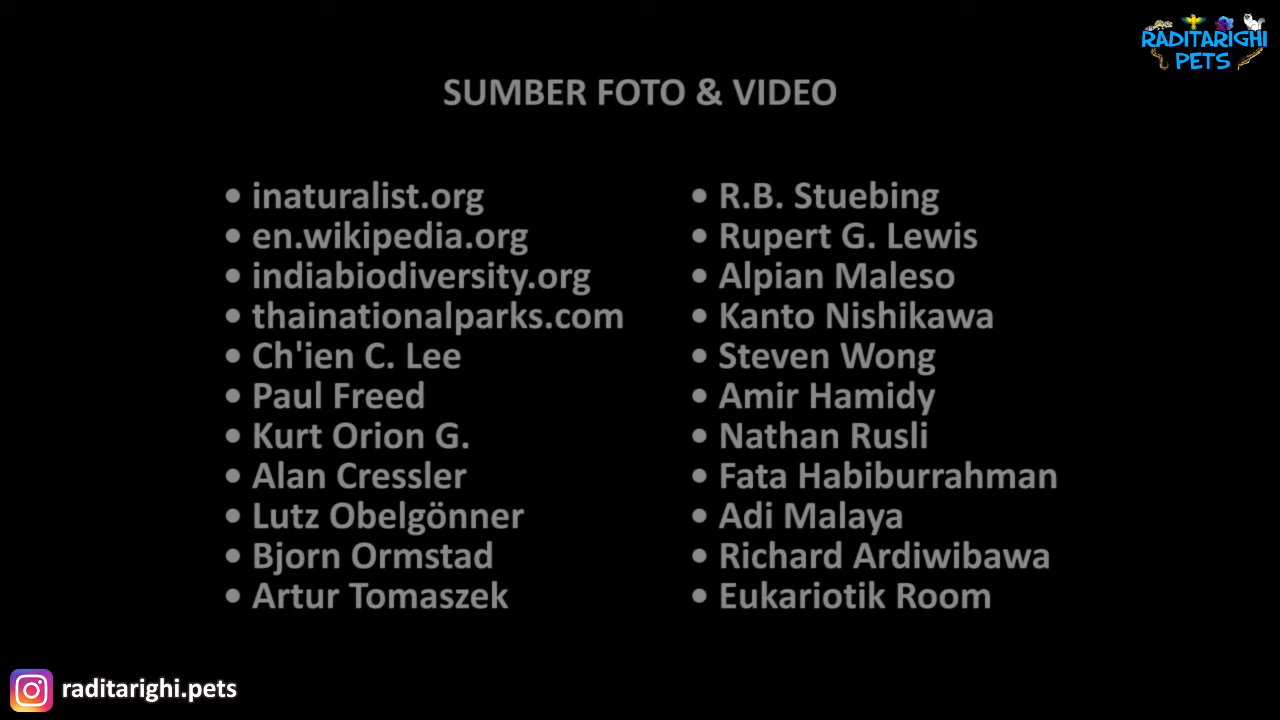 RADITARIGHI
PETS
SUMBER FOTO & VIDEO
• inaturalist.org
• en.wikipedia.org
• indiabiodiversity.org
• thainationalparks.com
• Ch'ien C. Lee
• Paul Freed
• Kurt Orion G.
• Alan Cressler
• Lutz Obelgönner
• Bjorn Ormstad
• Artur Tomaszek
• R.B. Stuebing
• Rupert G. Lewis
• Alpian Maleso
• Kanto Nishikawa
• Steven Wong
• Amir Hamidy
• Nathan Rusli
• Fata Habiburrahman
• Adi Malaya
• Richard Ardiwibawa
• Eukariotik Room
raditarighi.pets